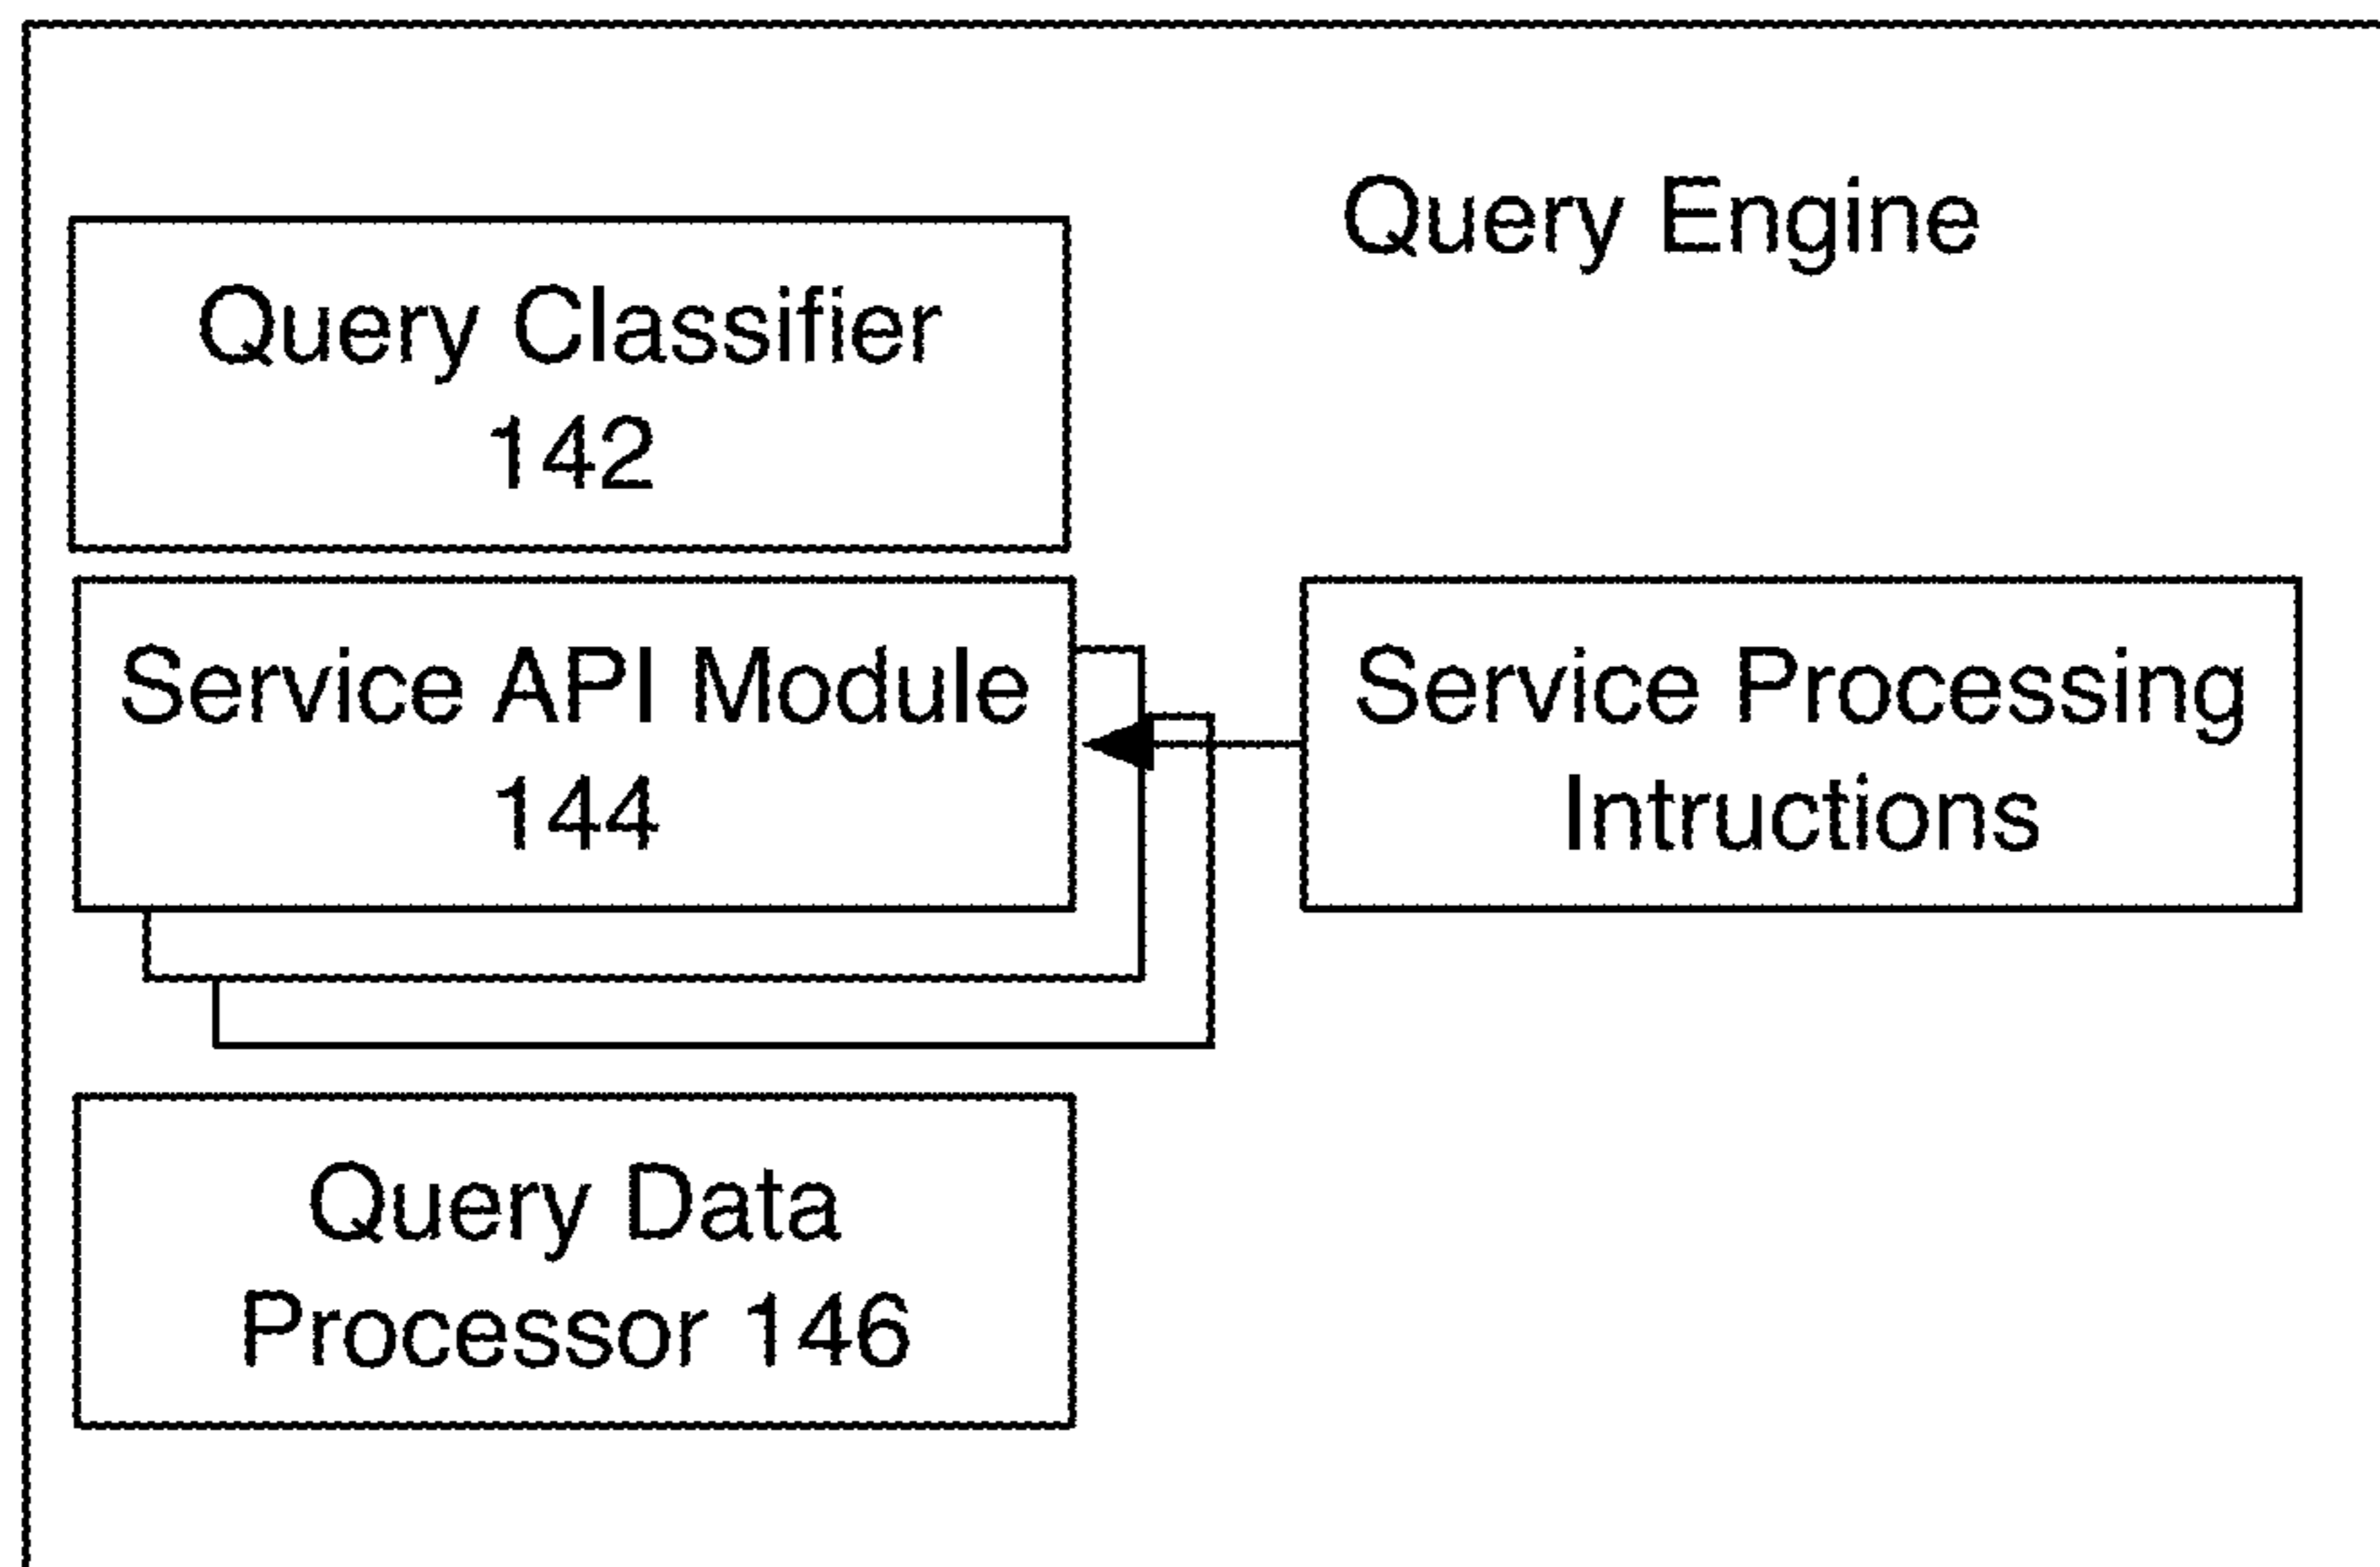 Query Engine
Query Classifier
142
Service API Module
144
Service Processing
Intructions
Query Data
Processor 146